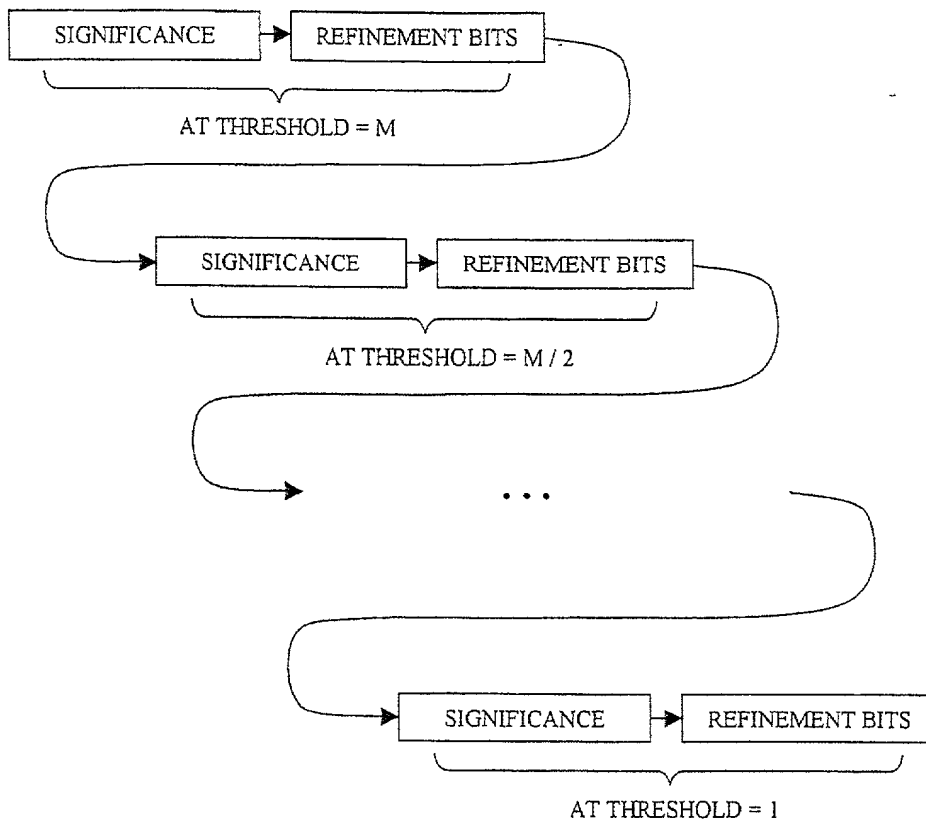 SIGNIFICANCE REFINEMENT BITS
AT THRESHOLD = M
SIGNIFICANCE REFINEMENT BITS
AT THRESHOLD = M / 2
...
SIGNIFICANCE REFINEMENT BITS
AT THRESHOLD = 1